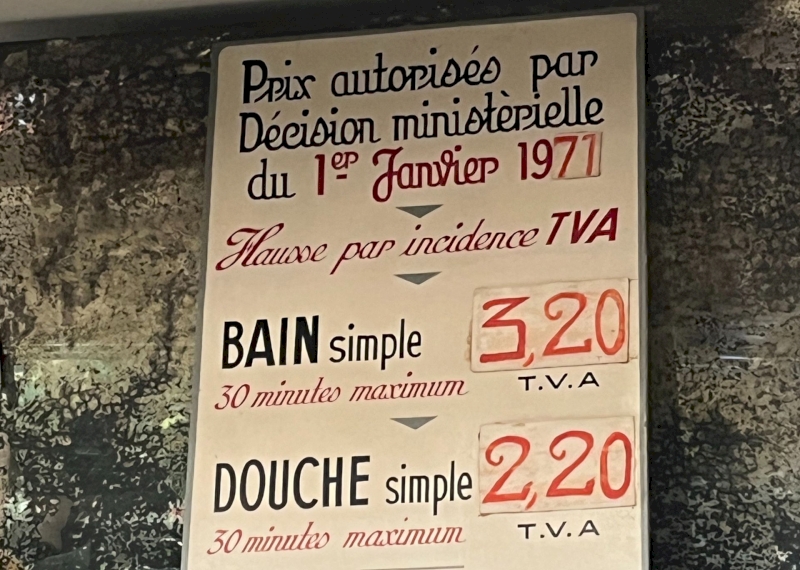 Prix autorisés par
Décision ministèrielle
du 1er Janvier 1971
Hausse par incidence TVA
BAIN simple 3,20
30 minutes maximum T.V.A
DOUCHE simple 2,20
30 minutes maximum T.V.A